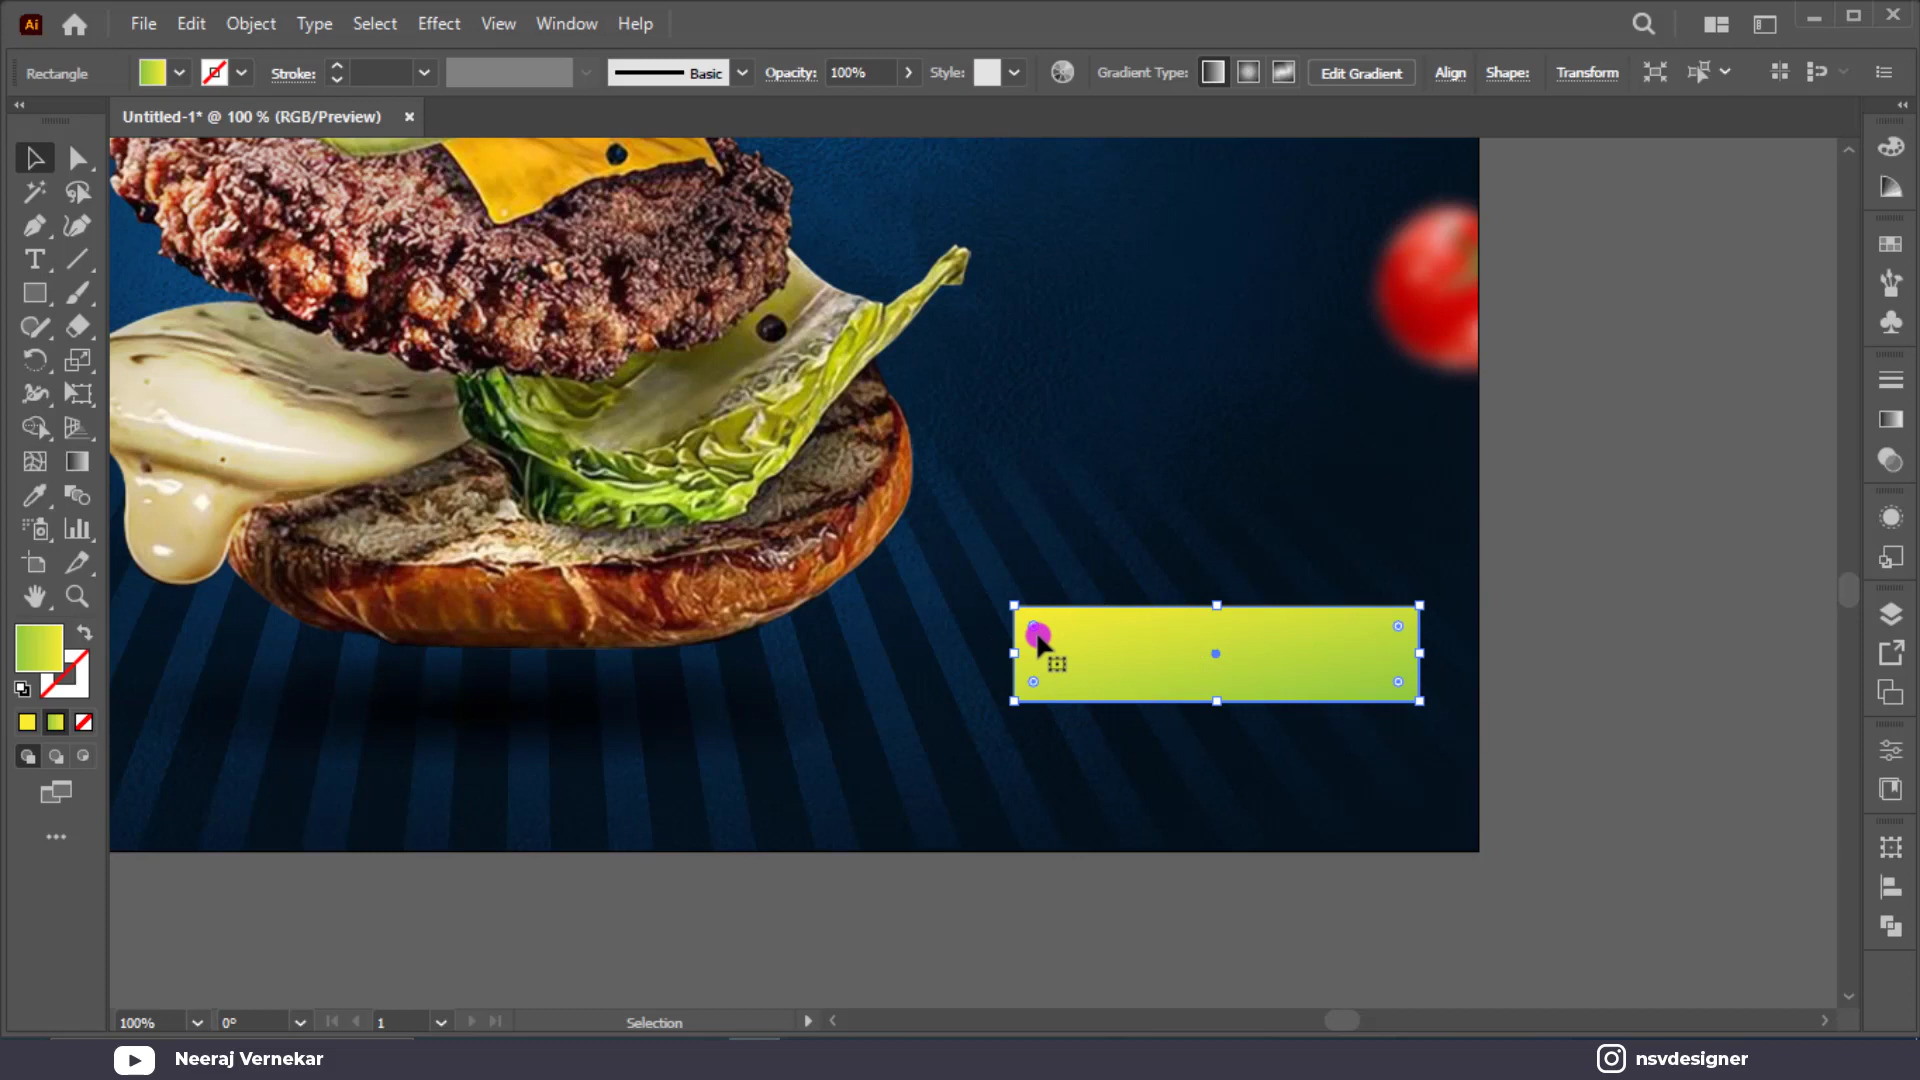 Ai File Edit Object Type Select Effect View Window Help
Rectangle Stroke: Basic Opacity: 100% Style: Gradient Type: Edit Gradient Align Shape: Transform
Untitled-1* @ 100 % (RGB/Preview) ×
100% 0° 1 Selection
Neeraj Vernekar nsvdesigner